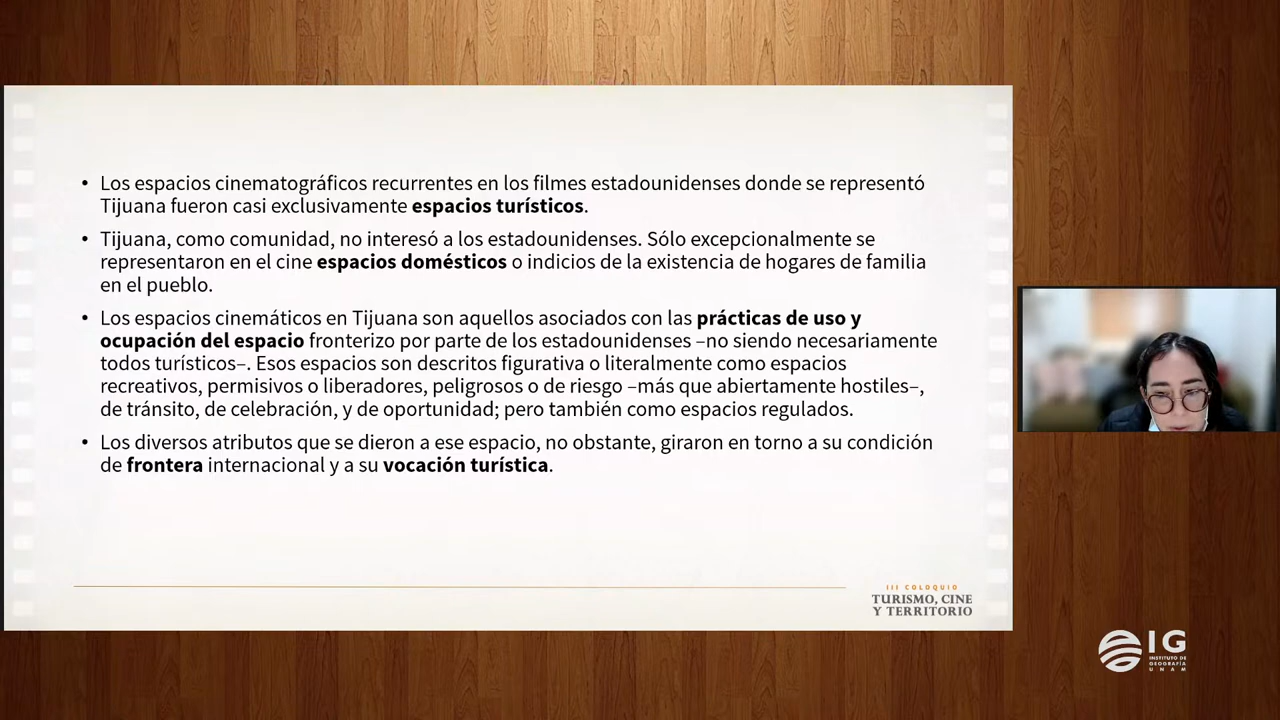 • Los espacios cinematográficos recurrentes en los filmes estadounidenses donde se representó
Tijuana fueron casi exclusivamente espacios turísticos.
• Tijuana, como comunidad, no interesó a los estadounidenses. Sólo excepcionalmente se
representaron en el cine espacios domésticos o indicios de la existencia de hogares de familia
en el pueblo.
• Los espacios cinemáticos en Tijuana son aquellos asociados con las prácticas de uso y
ocupación del espacio fronterizo por parte de los estadounidenses –no siendo necesariamente
todos turísticos–. Esos espacios son descritos figurativa o literalmente como espacios
recreativos, permisivos o liberadores, peligrosos o de riesgo –más que abiertamente hostiles–,
de tránsito, de celebración, y de oportunidad; pero también como espacios regulados.
• Los diversos atributos que se dieron a ese espacio, no obstante, giraron en torno a su condición
de frontera internacional y a su vocación turística.
III COLOQUIO
TURISMO, CINE
Y TERRITORIO
IG
INSTITUTO DE
GEOGRAFÍA
UNAM